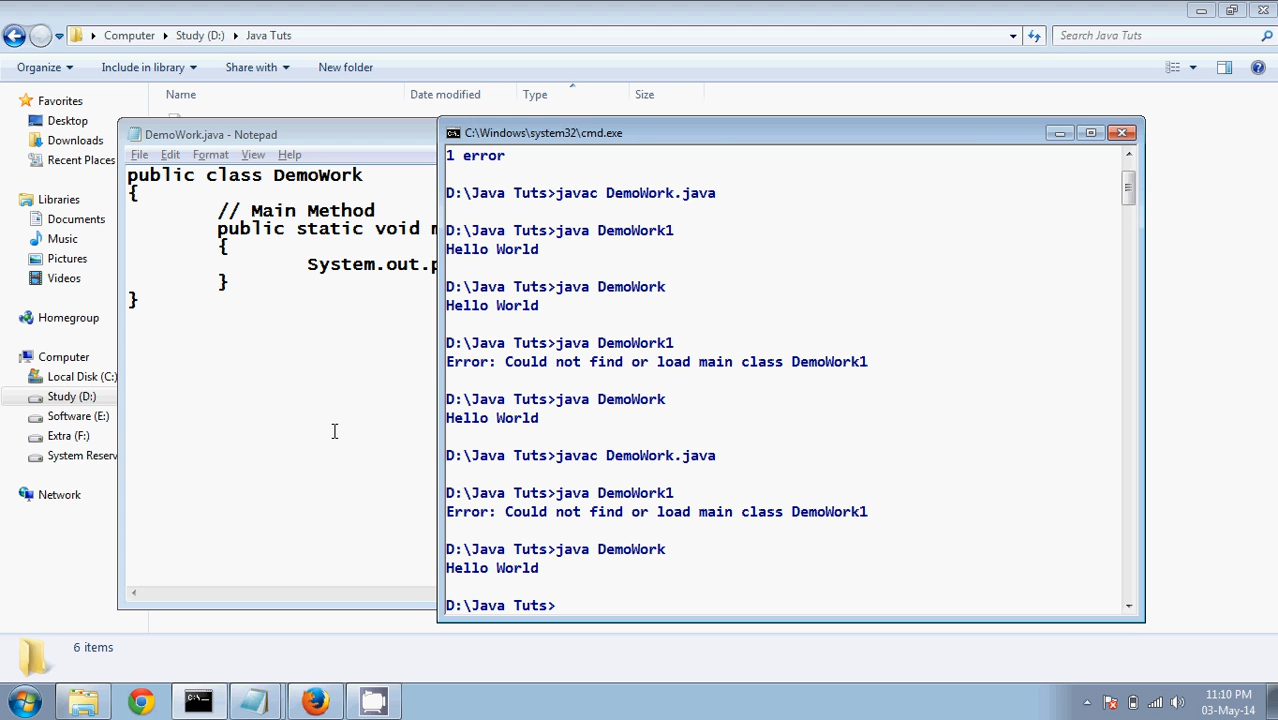 Computer Study (D:) Java Tuts Search Java Tuts
Organize Include in library Share with New folder
Name Date modified Type Size
Favorites
Desktop
Downloads
Recent Places
Libraries
Documents
Music
Pictures
Videos
Homegroup
Computer
Local Disk (C:)
Study (D:)
Software (E:)
Extra (F:)
System Reserv
Network
DemoWork.java - Notepad
File Edit Format View Help
public class DemoWork
{
// Main Method
public static void m
{
System.out.p
}
}
C:\Windows\system32\cmd.exe
1 error
D:\Java Tuts>javac DemoWork.java
D:\Java Tuts>java DemoWork1
Hello World
D:\Java Tuts>java DemoWork
Hello World
D:\Java Tuts>java DemoWork1
Error: Could not find or load main class DemoWork1
D:\Java Tuts>java DemoWork
Hello World
D:\Java Tuts>javac DemoWork.java
D:\Java Tuts>java DemoWork1
Error: Could not find or load main class DemoWork1
D:\Java Tuts>java DemoWork
Hello World
D:\Java Tuts>
6 items
11:10 PM
03-May-14